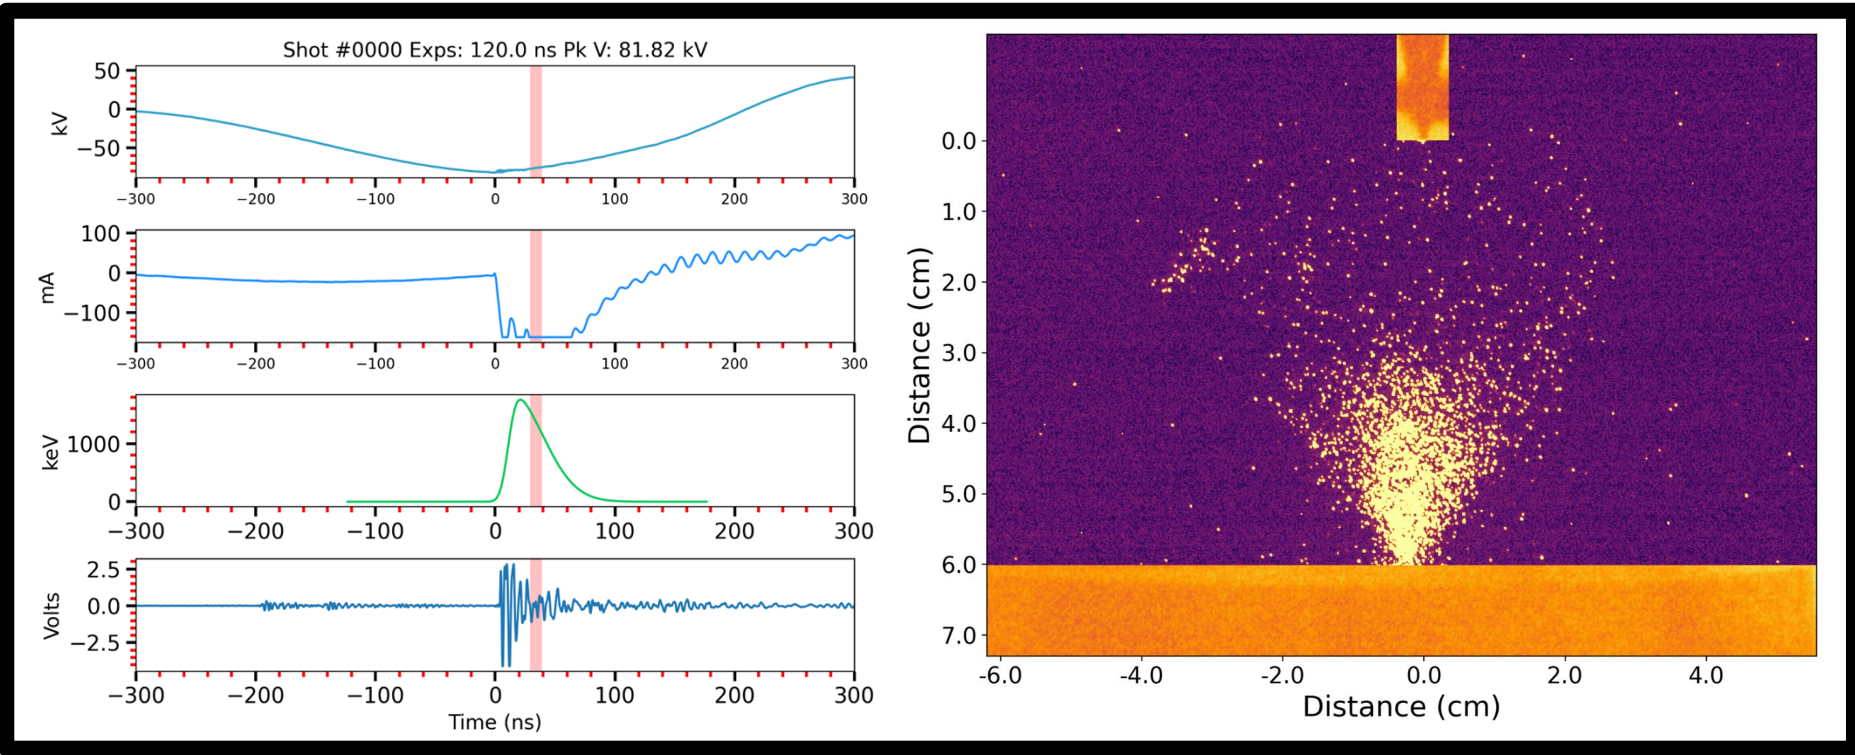 Shot #0000 Exps: 120.0 ns Pk V: 81.82 kV
50
0
−50
kV
−300 −200 −100 0 100 200 300
100
0
−100
mA
−300 −200 −100 0 100 200 300
1000
0
keV
−300 −200 −100 0 100 200 300
2.5
0.0
−2.5
Volts
−300 −200 −100 0 100 200 300
Time (ns)
0.0
1.0
2.0
3.0
4.0
5.0
6.0
7.0
Distance (cm)
-6.0 -4.0 -2.0 0.0 2.0 4.0
Distance (cm)